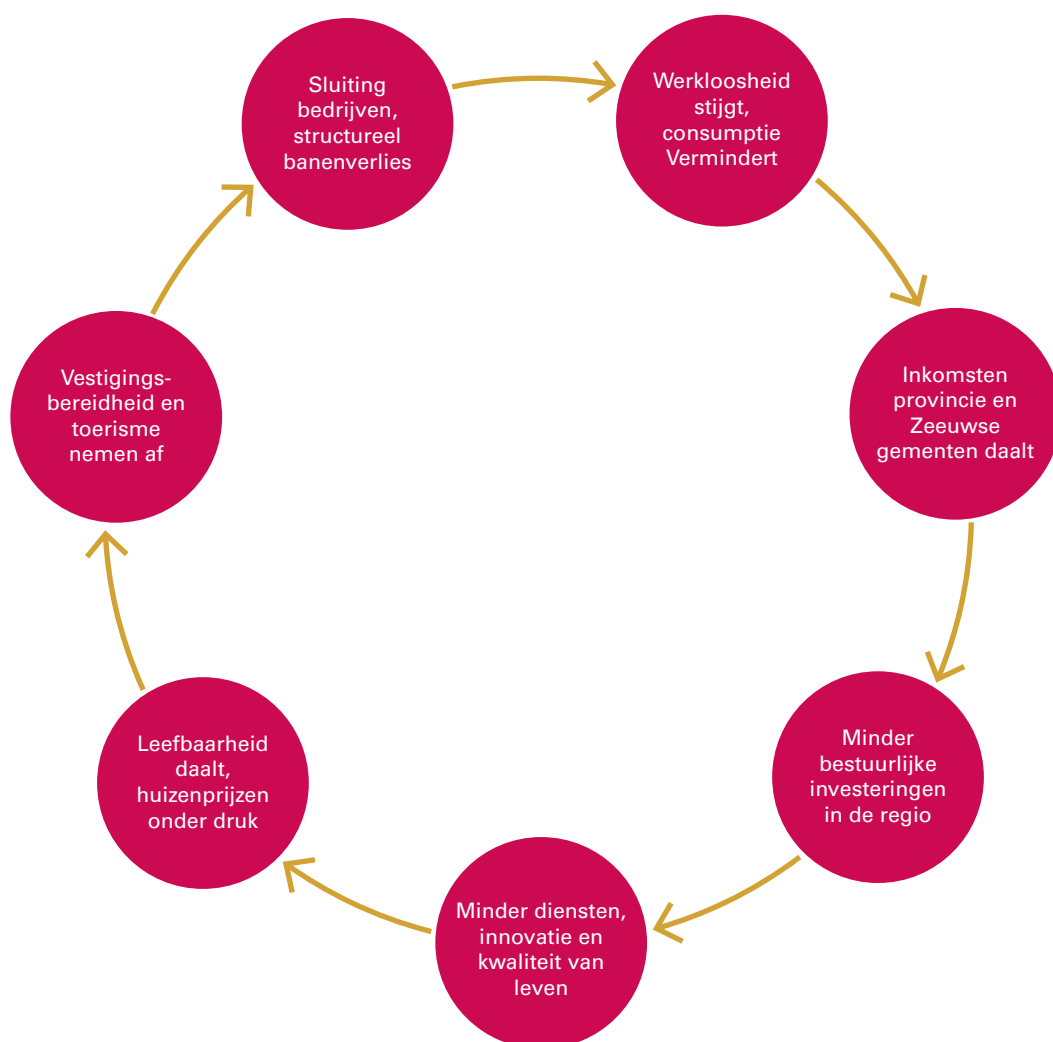 Sluiting
bedrijven,
structureel
banenverlies
Werkloosheid
stijgt,
consumptie
Vermindert
Inkomsten
provincie en
Zeeuwse
gementen daalt
Minder
bestuurlijke
investeringen
in de regio
Minder diensten,
innovatie en
kwaliteit van
leven
Leefbaarheid
daalt,
huizenprijzen
onder druk
Vestigings-
bereidheid en
toerisme
nemen af